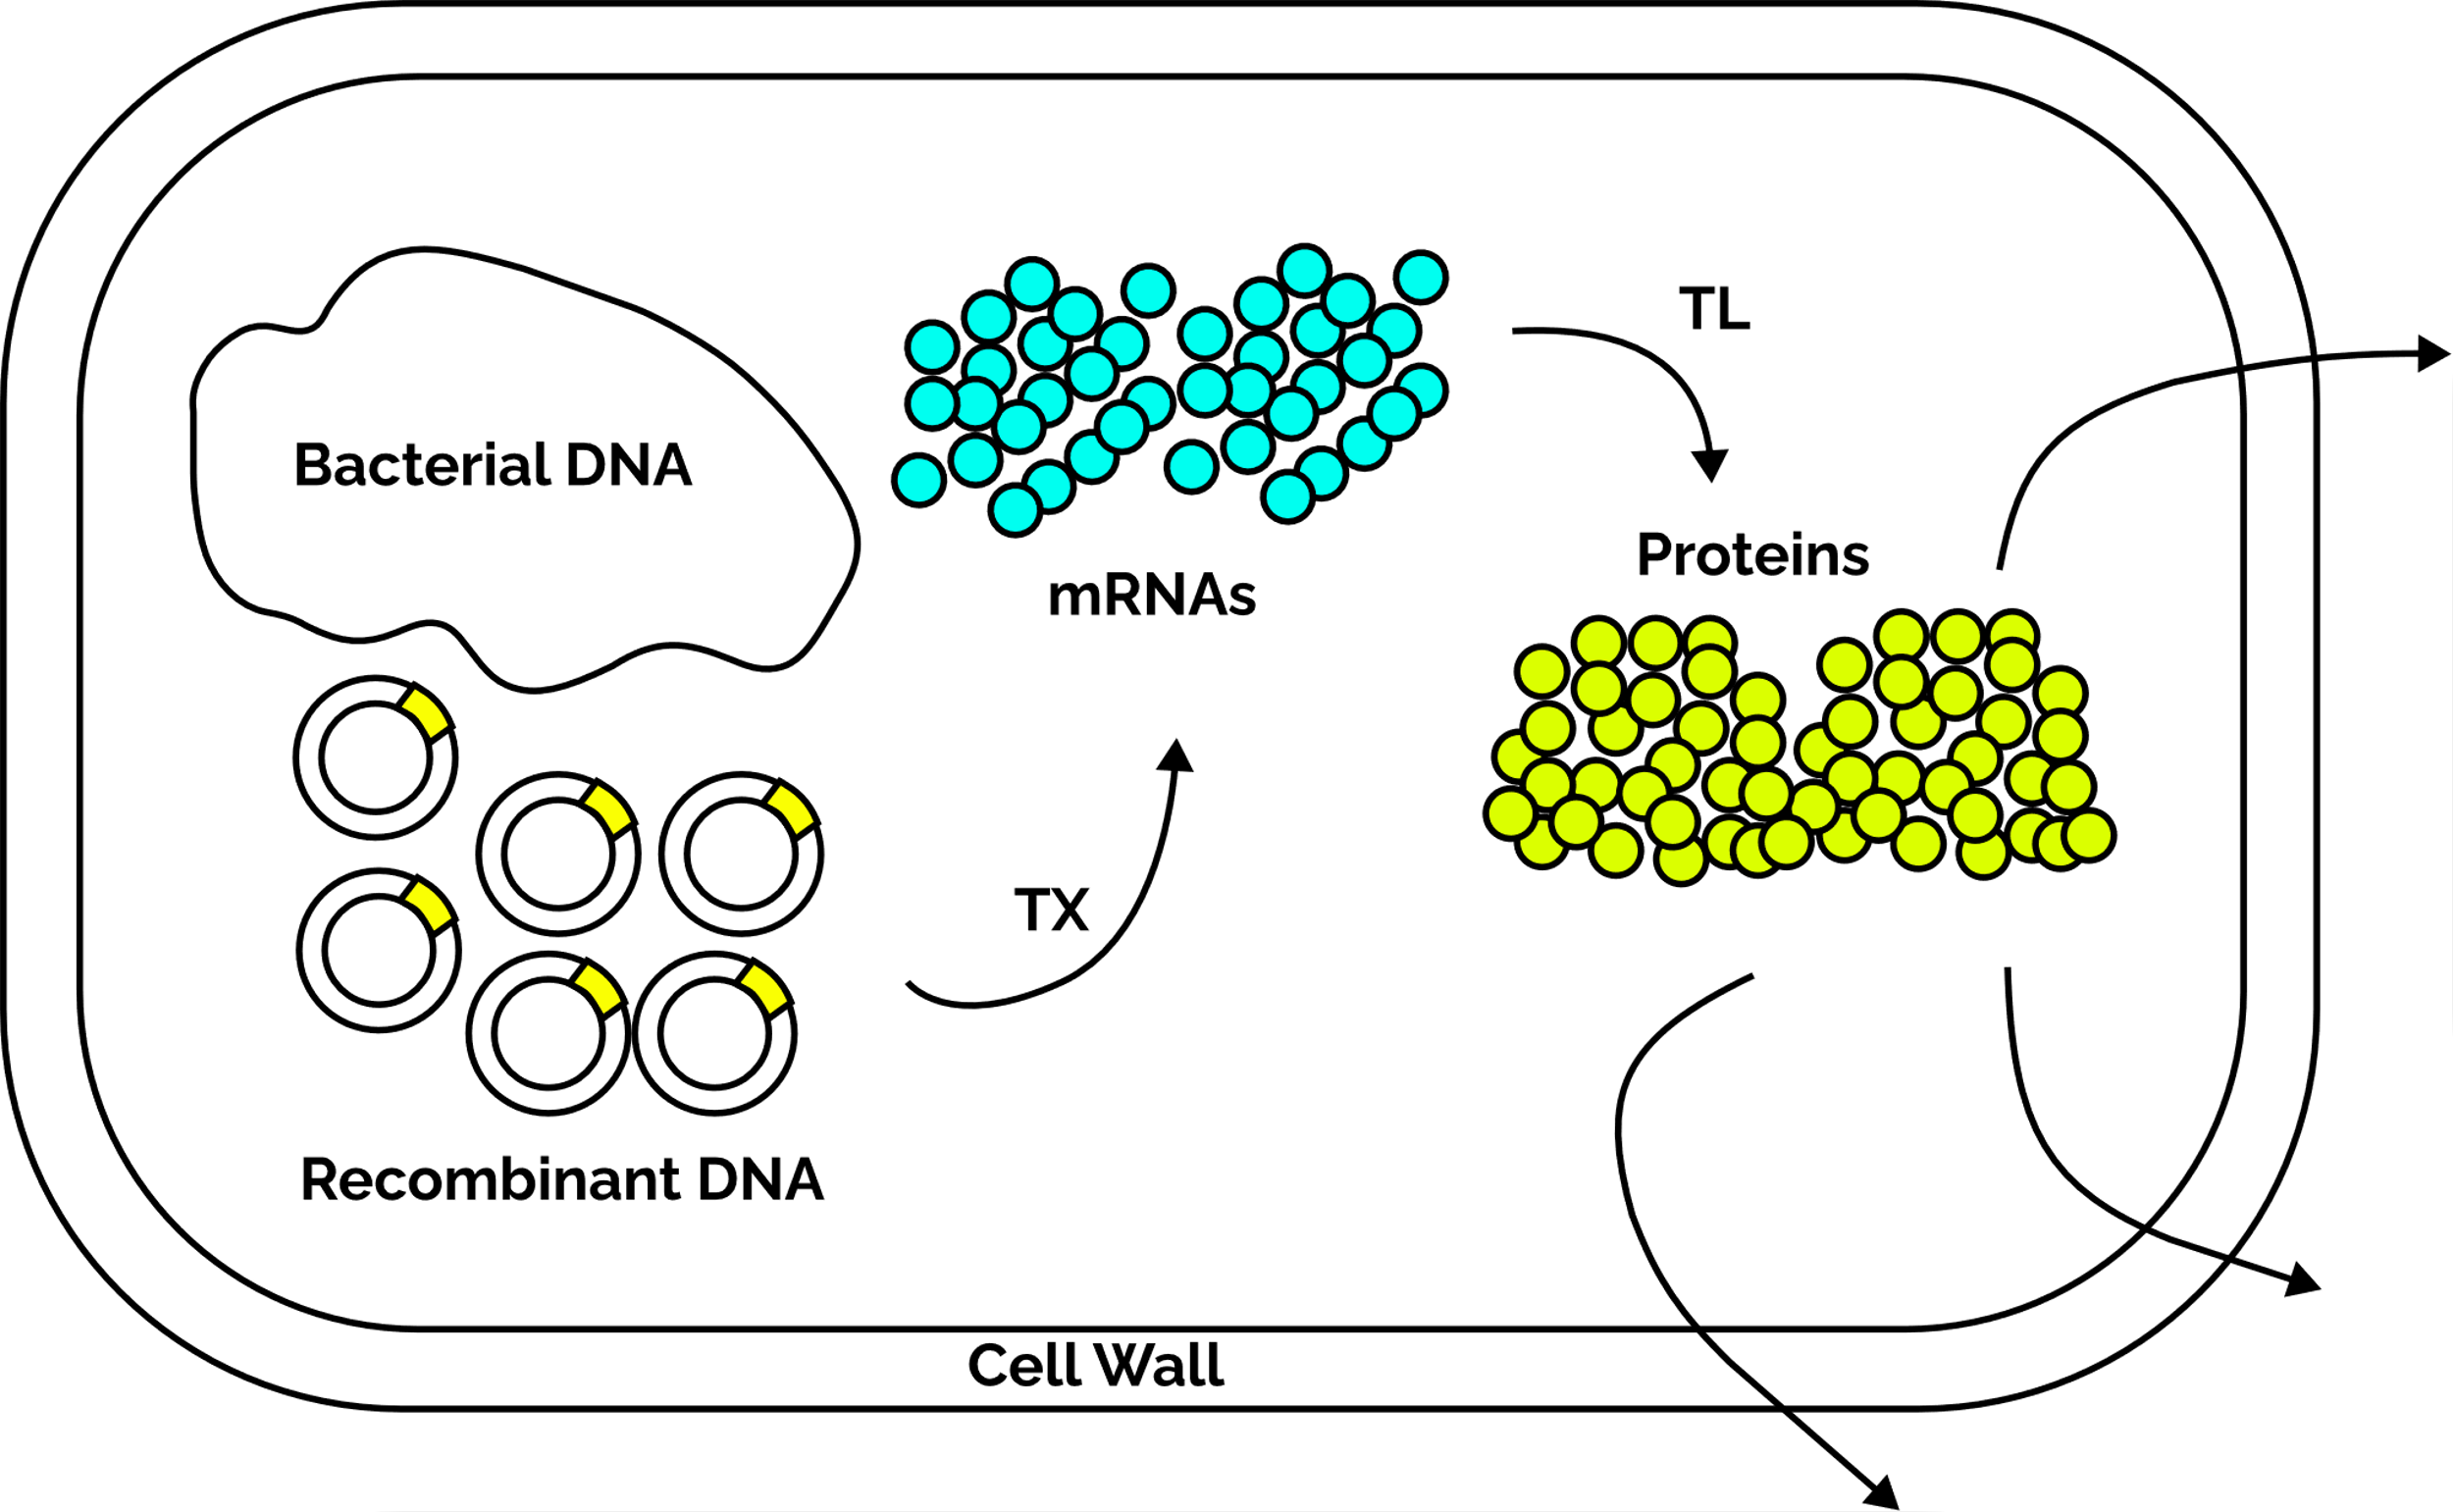 TL
Bacterial DNA
Proteins
mRNAs
TX
Recombinant DNA
Cell Wall